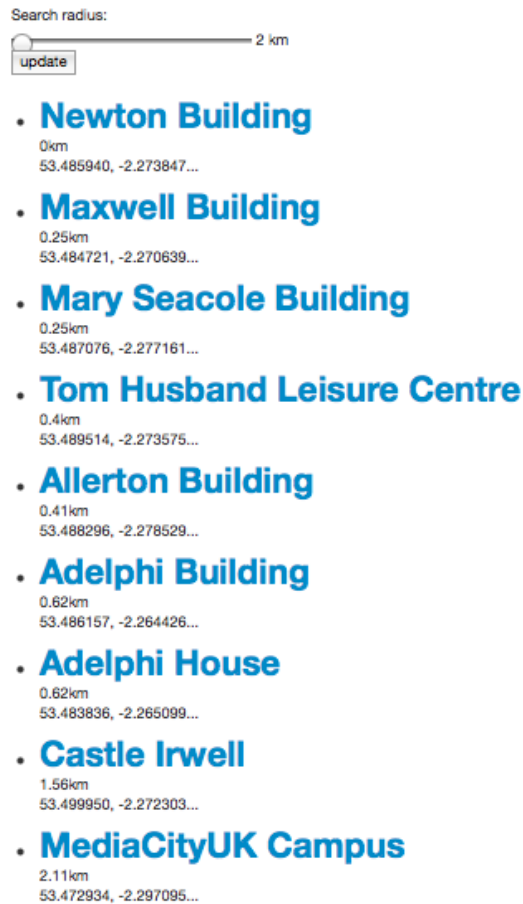 Search radius:
2 km
update
Newton Building
0km
53.485940, -2.273847...
Maxwell Building
0.25km
53.484721, -2.270639...
Mary Seacole Building
0.25km
53.487076, -2.277161...
Tom Husband Leisure Centre
0.4km
53.489514, -2.273575...
Allerton Building
0.41km
53.488296, -2.278529...
Adelphi Building
0.62km
53.486157, -2.264426...
Adelphi House
0.62km
53.483836, -2.265099...
Castle Irwell
1.56km
53.499950, -2.272303...
MediaCityUK Campus
2.11km
53.472934, -2.297095...